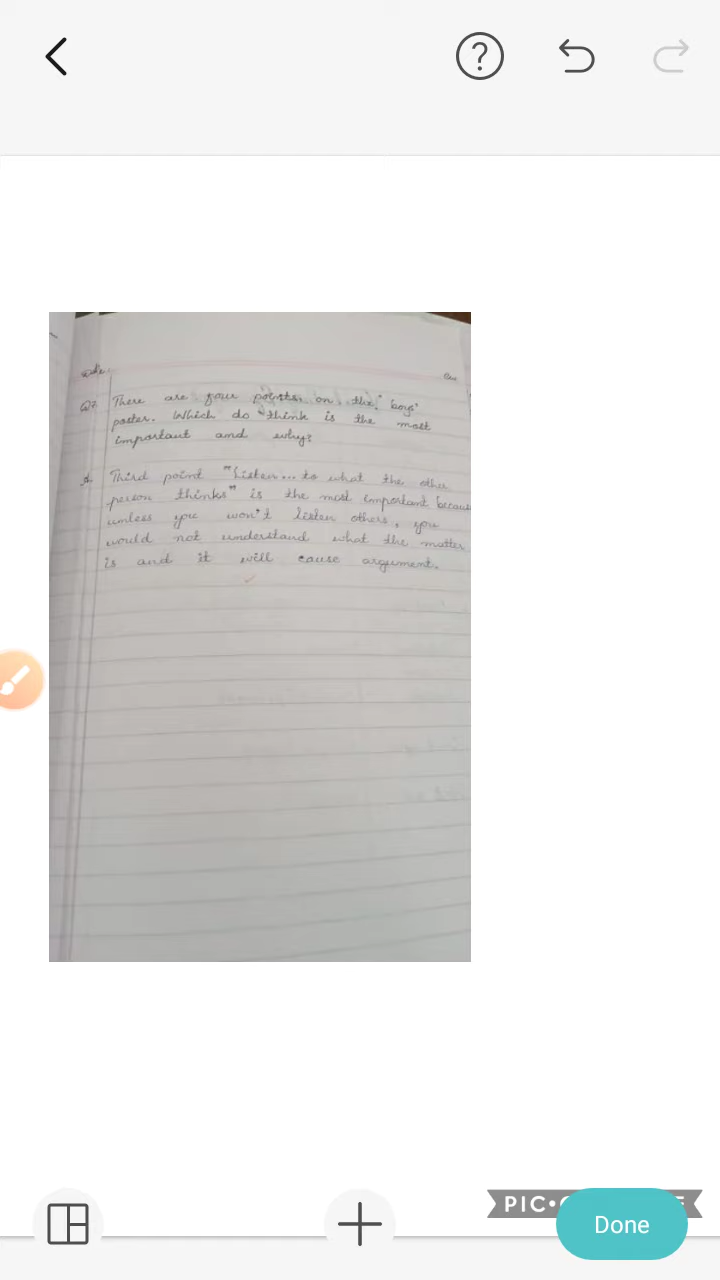 Q7. There are four points on the boys'
poster. Which do think is the most
important and why?
A. Third point "Listen... to what the other
person thinks" is the most important because
unless you won't listen others, you
would not understand what the matter
is and it will cause argument.
PIC•C
Done